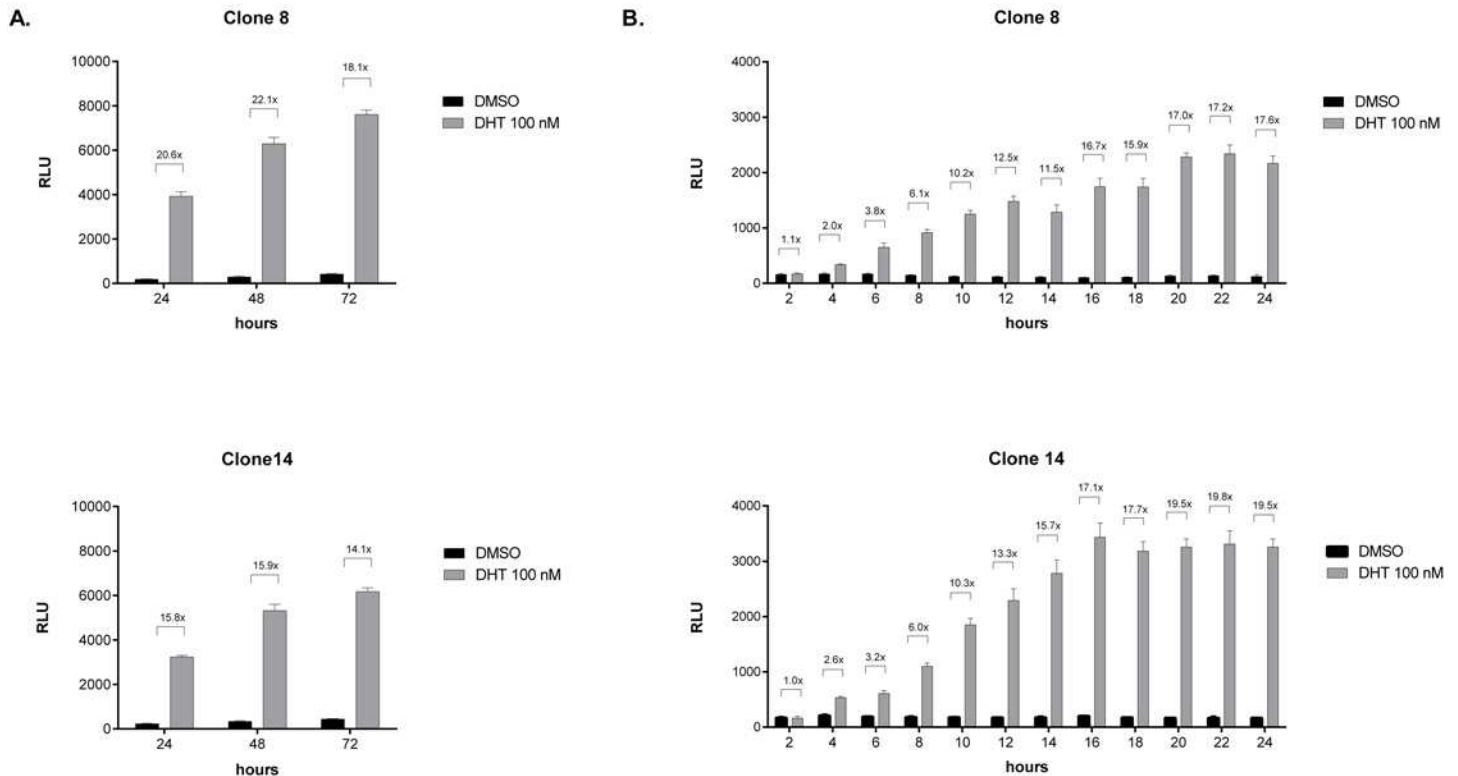 A.
Clone 8
10000
8000
6000
4000
2000
0
RLU
20.6x
22.1x
18.1x
24 48 72
hours
DMSO
DHT 100 nM
B.
Clone 8
4000
3000
2000
1000
0
RLU
1.1x 2.0x 3.8x 6.1x 10.2x 12.5x 11.5x 16.7x 15.9x 17.0x 17.2x 17.6x
2 4 6 8 10 12 14 16 18 20 22 24
hours
DMSO
DHT 100 nM
Clone14
10000
8000
6000
4000
2000
0
RLU
15.8x
15.9x
14.1x
24 48 72
hours
DMSO
DHT 100 nM
Clone 14
4000
3000
2000
1000
0
RLU
1.0x 2.6x 3.2x 6.0x 10.3x 13.3x 15.7x 17.1x 17.7x 19.5x 19.8x 19.5x
2 4 6 8 10 12 14 16 18 20 22 24
hours
DMSO
DHT 100 nM